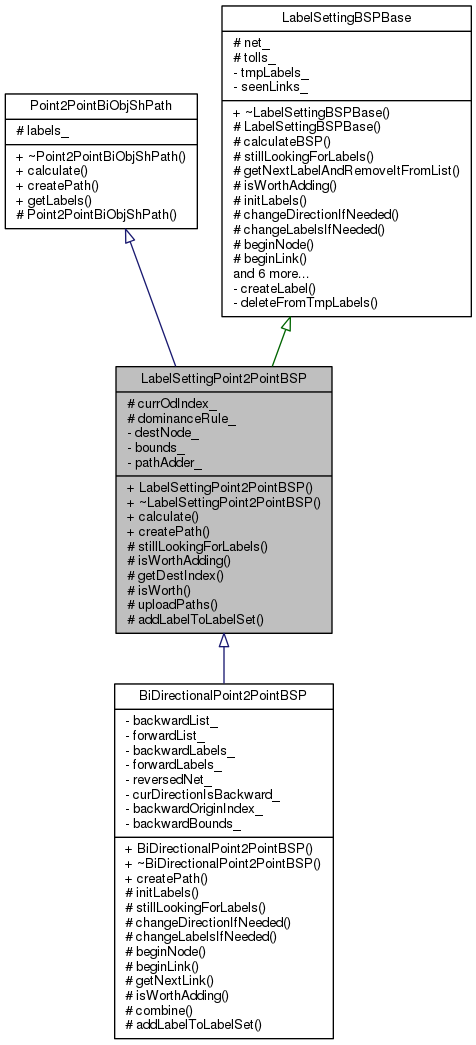 LabelSettingBSPBase
# net_
# tolls_
- tmpLabels_
- seenLinks_
+ ~LabelSettingBSPBase()
# LabelSettingBSPBase()
# calculateBSP()
# stillLookingForLabels()
# getNextLabelAndRemoveItFromList()
# isWorthAdding()
# initLabels()
# changeDirectionIfNeeded()
# changeLabelsIfNeeded()
# beginNode()
# beginLink()
and 6 more...
- createLabel()
- deleteFromTmpLabels()
Point2PointBiObjShPath
# labels_
+ ~Point2PointBiObjShPath()
+ calculate()
+ createPath()
+ getLabels()
# Point2PointBiObjShPath()
LabelSettingPoint2PointBSP
# currOdIndex_
# dominanceRule_
- destNode_
- bounds_
- pathAdder_
+ LabelSettingPoint2PointBSP()
+ ~LabelSettingPoint2PointBSP()
+ calculate()
+ createPath()
# stillLookingForLabels()
# isWorthAdding()
# getDestIndex()
# isWorth()
# uploadPaths()
# addLabelToLabelSet()
BiDirectionalPoint2PointBSP
- backwardList_
- forwardList_
- backwardLabels_
- forwardLabels_
- reversedNet_
- curDirectionIsBackward_
- backwardOriginIndex_
- backwardBounds_
+ BiDirectionalPoint2PointBSP()
+ ~BiDirectionalPoint2PointBSP()
+ createPath()
# initLabels()
# stillLookingForLabels()
# changeDirectionIfNeeded()
# changeLabelsIfNeeded()
# beginNode()
# beginLink()
# getNextLink()
# isWorthAdding()
# combine()
# addLabelToLabelSet()